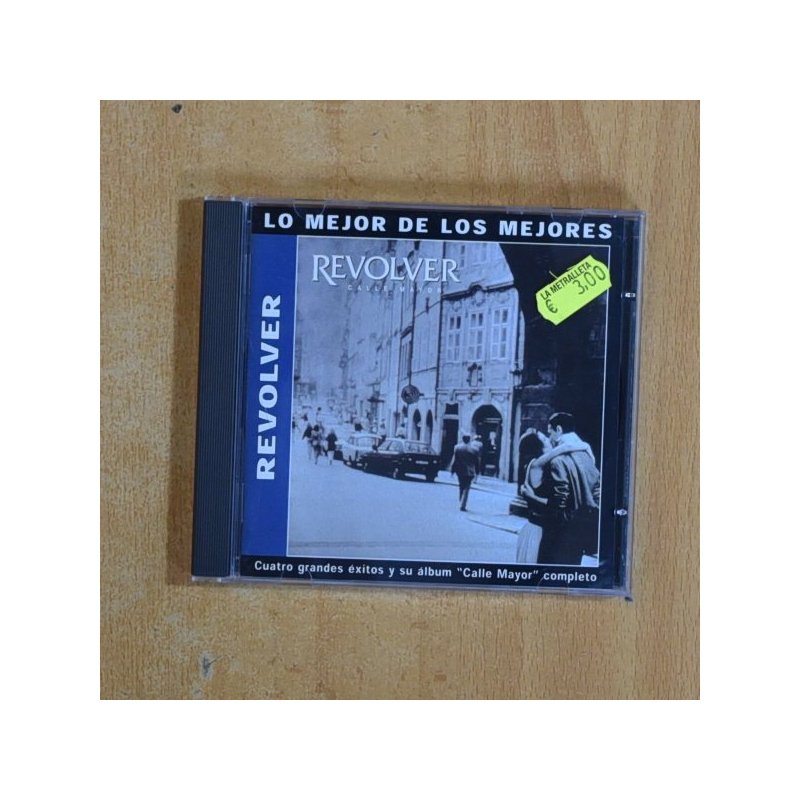 LO MEJOR DE LOS MEJORES
REVOLVER
REVOLVER
CALLE MAYOR
LA METRALLETA
€ 3,00
Cuatro grandes éxitos y su álbum "Calle Mayor" completo